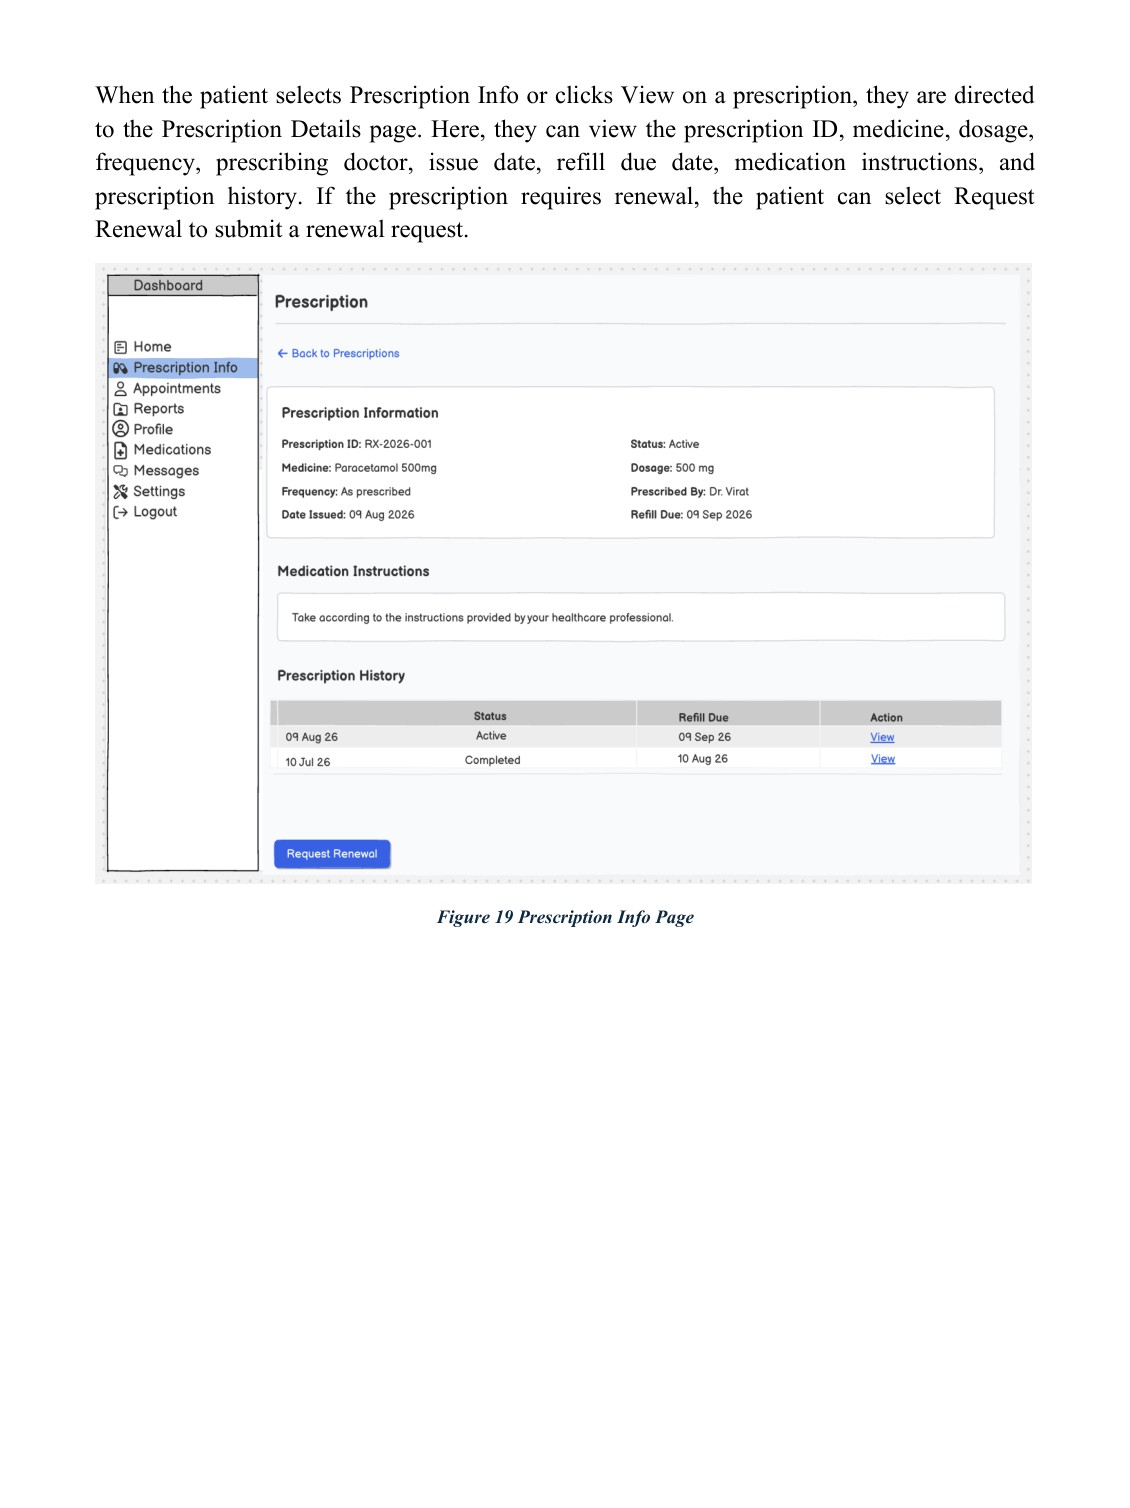 When the patient selects Prescription Info or clicks View on a prescription, they are directed
to the Prescription Details page. Here, they can view the prescription ID, medicine, dosage,
frequency, prescribing doctor, issue date, refill due date, medication instructions, and
prescription history. If the prescription requires renewal, the patient can select Request
Renewal to submit a renewal request.
Dashboard
Home
Prescription Info
Appointments
Reports
Profile
Medications
Messages
Settings
Logout
Prescription
← Back to Prescriptions
Prescription Information
Prescription ID: RX-2026-001 Status: Active
Medicine: Paracetamol 500mg Dosage: 500 mg
Frequency: As prescribed Prescribed By: Dr. Virat
Date Issued: 09 Aug 2026 Refill Due: 09 Sep 2026
Medication Instructions
Take according to the instructions provided by your healthcare professional.
Prescription History
Status Refill Due Action
09 Aug 26 Active 09 Sep 26 View
10 Jul 26 Completed 10 Aug 26 View
Request Renewal
Figure 19 Prescription Info Page